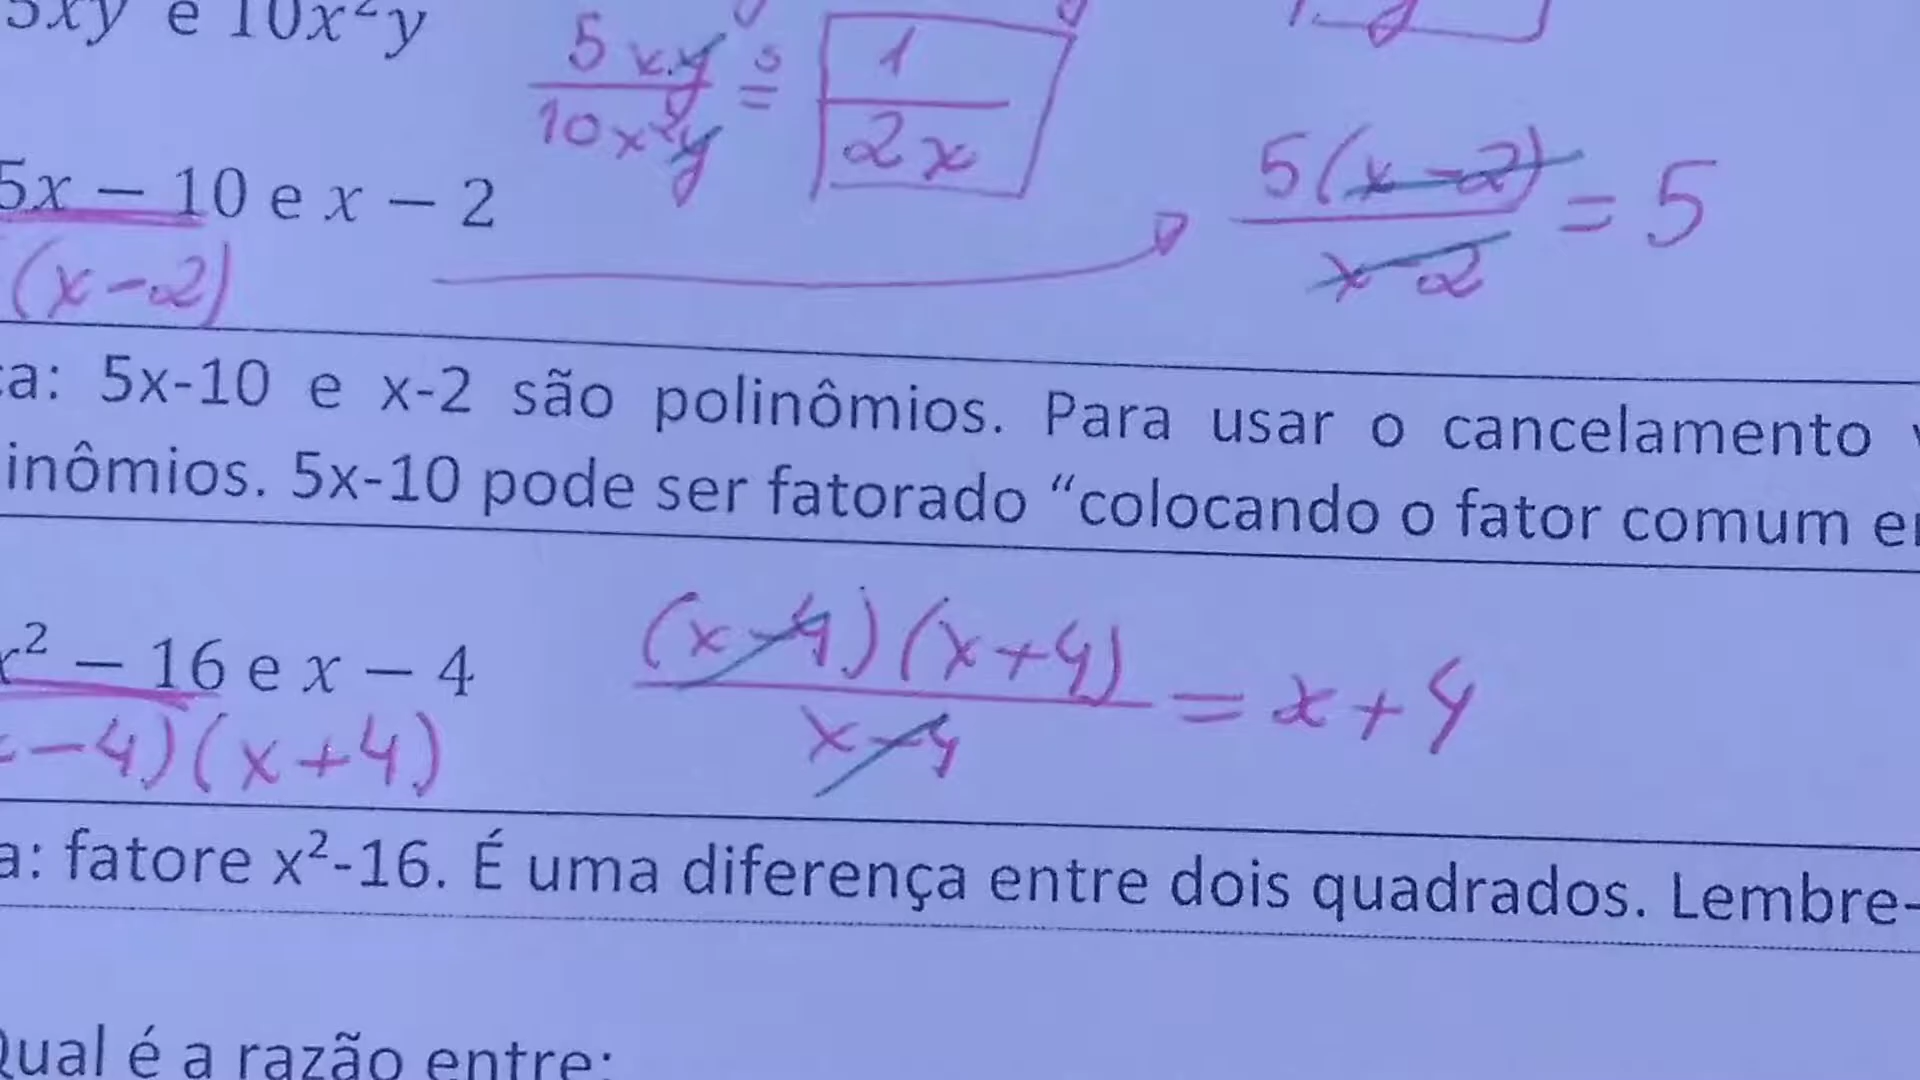 5xy e 10x²y
5xy/10x²y = 1/2x
5x − 10 e x − 2
(x-2)
5(x-2)/x-2 = 5
ca: 5x-10 e x-2 são polinômios. Para usar o cancelamento
inômios. 5x-10 pode ser fatorado “colocando o fator comum e
x² − 16 e x − 4
-4)(x+4)
(x-4)(x+4)/x-4 = x+4
a: fatore x²-16. É uma diferença entre dois quadrados. Lembre-
Qual é a razão entre: